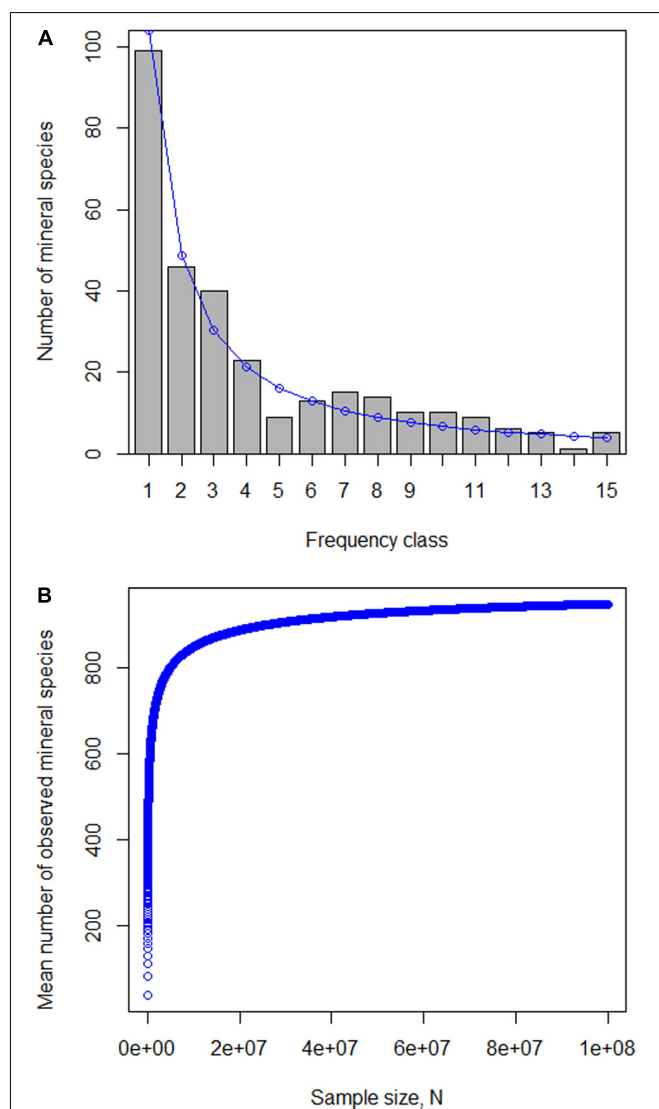 A
Number of mineral species
100
80
60
40
20
0
1 2 3 4 5 6 7 8 9 11 13 15
Frequency class
B
Mean number of observed mineral species
800
600
400
200
0e+00 2e+07 4e+07 6e+07 8e+07 1e+08
Sample size, N